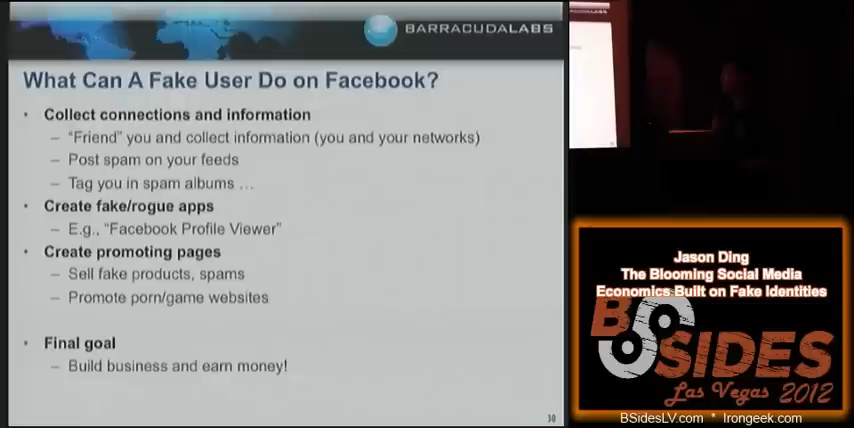 BARRACUDALABS
What Can A Fake User Do on Facebook?
• Collect connections and information
– “Friend” you and collect information (you and your networks)
– Post spam on your feeds
– Tag you in spam albums …
• Create fake/rogue apps
– E.g., “Facebook Profile Viewer”
• Create promoting pages
– Sell fake products, spams
– Promote porn/game websites
• Final goal
– Build business and earn money!
30
Jason Ding
The Blooming Social Media
Economics Built on Fake Identities
BSIDES
Las Vegas 2012
BSidesLV.com * Irongeek.com